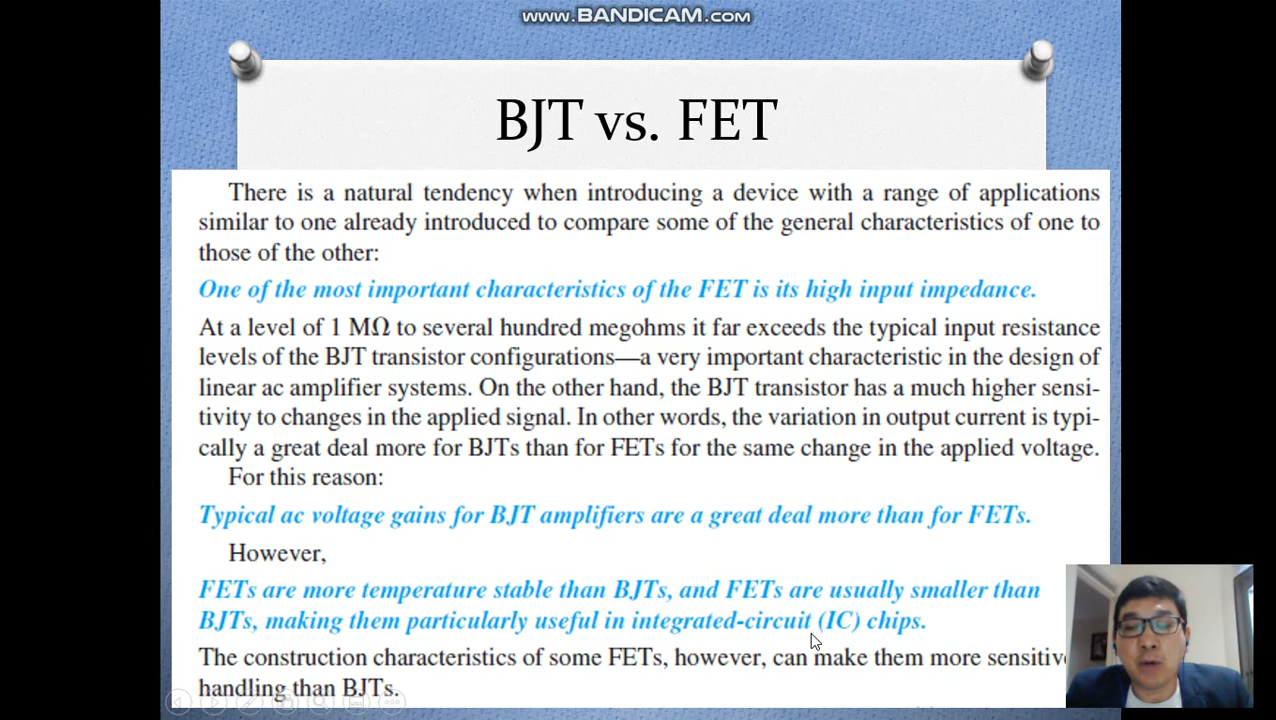 www.BANDICAM.com
BJT vs. FET
There is a natural tendency when introducing a device with a range of applications
similar to one already introduced to compare some of the general characteristics of one to
those of the other:
One of the most important characteristics of the FET is its high input impedance.
At a level of 1 MΩ to several hundred megohms it far exceeds the typical input resistance
levels of the BJT transistor configurations—a very important characteristic in the design of
linear ac amplifier systems. On the other hand, the BJT transistor has a much higher sensi-
tivity to changes in the applied signal. In other words, the variation in output current is typi-
cally a great deal more for BJTs than for FETs for the same change in the applied voltage.
For this reason:
Typical ac voltage gains for BJT amplifiers are a great deal more than for FETs.
However,
FETs are more temperature stable than BJTs, and FETs are usually smaller than
BJTs, making them particularly useful in integrated-circuit (IC) chips.
The construction characteristics of some FETs, however, can make them more sensitiv
handling than BJTs.